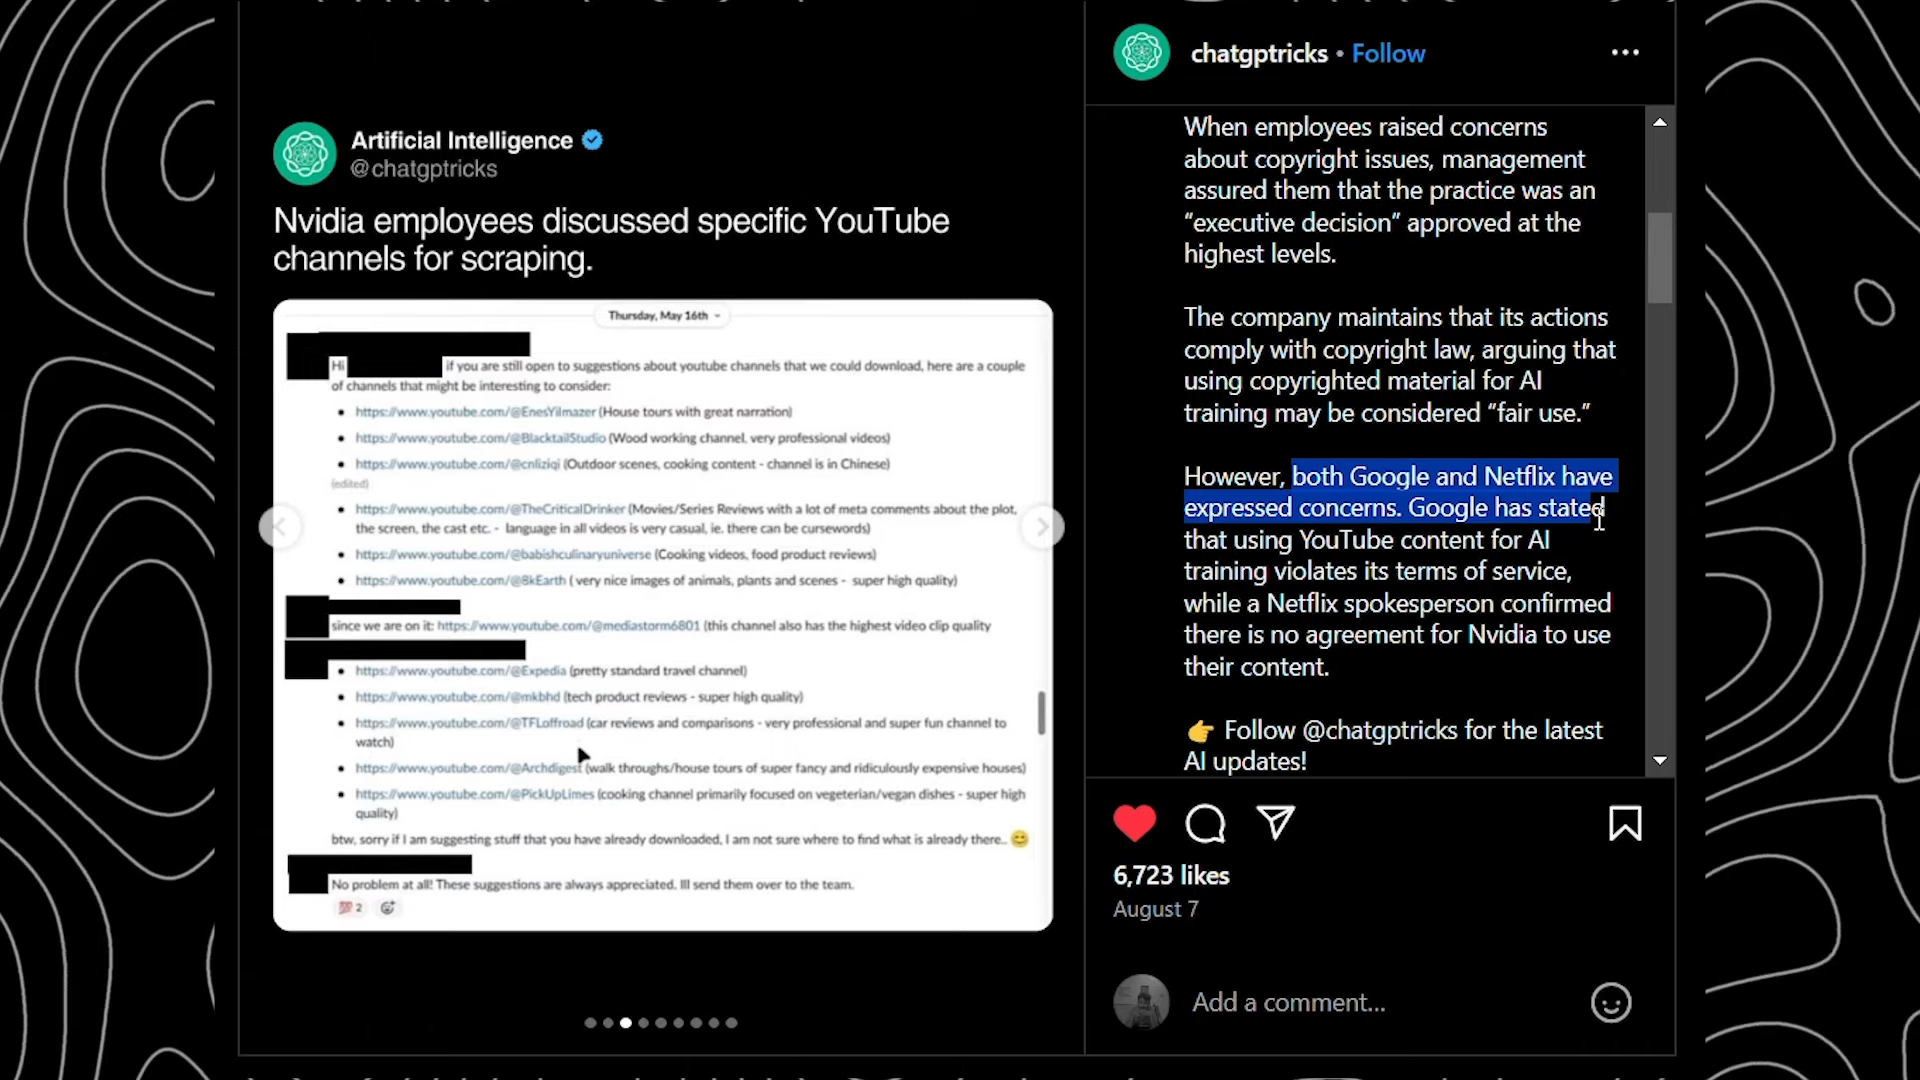 Artificial Intelligence
@chatgptricks
Nvidia employees discussed specific YouTube
channels for scraping.
Thursday, May 16th
Hi if you are still open to suggestions about youtube channels that we could download, here are a couple
of channels that might be interesting to consider:
• https://www.youtube.com/@EnesYilmazer (House tours with great narration)
• https://www.youtube.com/@BlacktailStudio (Wood working channel, very professional videos)
• https://www.youtube.com/@cnliziqi (Outdoor scenes, cooking content - channel is in Chinese)
(edited)
• https://www.youtube.com/@TheCriticalDrinker (Movies/Series Reviews with a lot of meta comments about the plot,
the screen, the cast etc. - language in all videos is very casual, ie. there can be cursewords)
• https://www.youtube.com/@babishculinaryuniverse (Cooking videos, food product reviews)
• https://www.youtube.com/@8kEarth ( very nice images of animals, plants and scenes - super high quality)
since we are on it: https://www.youtube.com/@mediastorm6801 (this channel also has the highest video clip quality
• https://www.youtube.com/@Expedia (pretty standard travel channel)
• https://www.youtube.com/@mkbhd (tech product reviews - super high quality)
• https://www.youtube.com/@TFLoffroad (car reviews and comparisons - very professional and super fun channel to
watch)
• https://www.youtube.com/@Archdigest (walk throughs/house tours of super fancy and ridiculously expensive houses)
• https://www.youtube.com/@PickUpLimes (cooking channel primarily focused on vegeterian/vegan dishes - super high
quality)
btw, sorry if I am suggesting stuff that you have already downloaded, I am not sure where to find what is already there.. 😊
No problem at all! These suggestions are always appreciated. Ill send them over to the team.
💯 2
chatgptricks • Follow
When employees raised concerns
about copyright issues, management
assured them that the practice was an
“executive decision” approved at the
highest levels.
The company maintains that its actions
comply with copyright law, arguing that
using copyrighted material for AI
training may be considered “fair use.”
However, both Google and Netflix have
expressed concerns. Google has stated
that using YouTube content for AI
training violates its terms of service,
while a Netflix spokesperson confirmed
there is no agreement for Nvidia to use
their content.
👉 Follow @chatgptricks for the latest
AI updates!
6,723 likes
August 7
Add a comment...